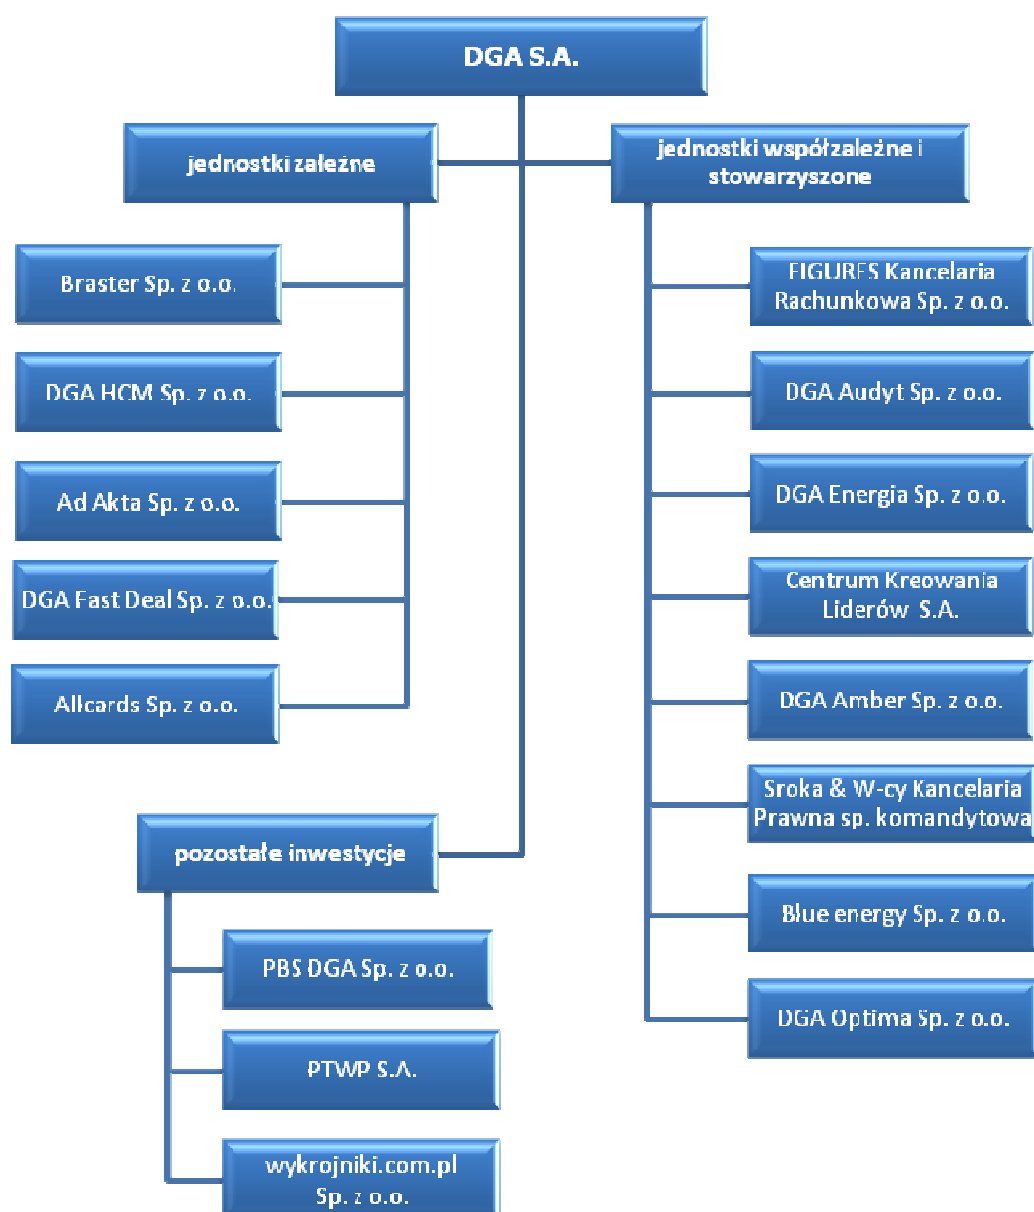 DGA S.A.
jednostki zależne
jednostki współzależne i
stowarzyszone
Braster Sp. z o.o.
DGA HCM Sp. z o.o.
Ad Akta Sp. z o.o.
DGA Fast Deal Sp. z o.o.
Allcards Sp. z o.o.
FIGURES Kancelaria
Rachunkowa Sp. z o.o.
DGA Audyt Sp. z o.o.
DGA Energia Sp. z o.o.
Centrum Kreowania
Liderów S.A.
DGA Amber Sp. z o.o.
Sroka & W-cy Kancelaria
Prawna sp. komandytowa
Blue energy Sp. z o.o.
DGA Optima Sp. z o.o.
pozostałe inwestycje
PBS DGA Sp. z o.o.
PTWP S.A.
wykrojniki.com.pl
Sp. z o.o.